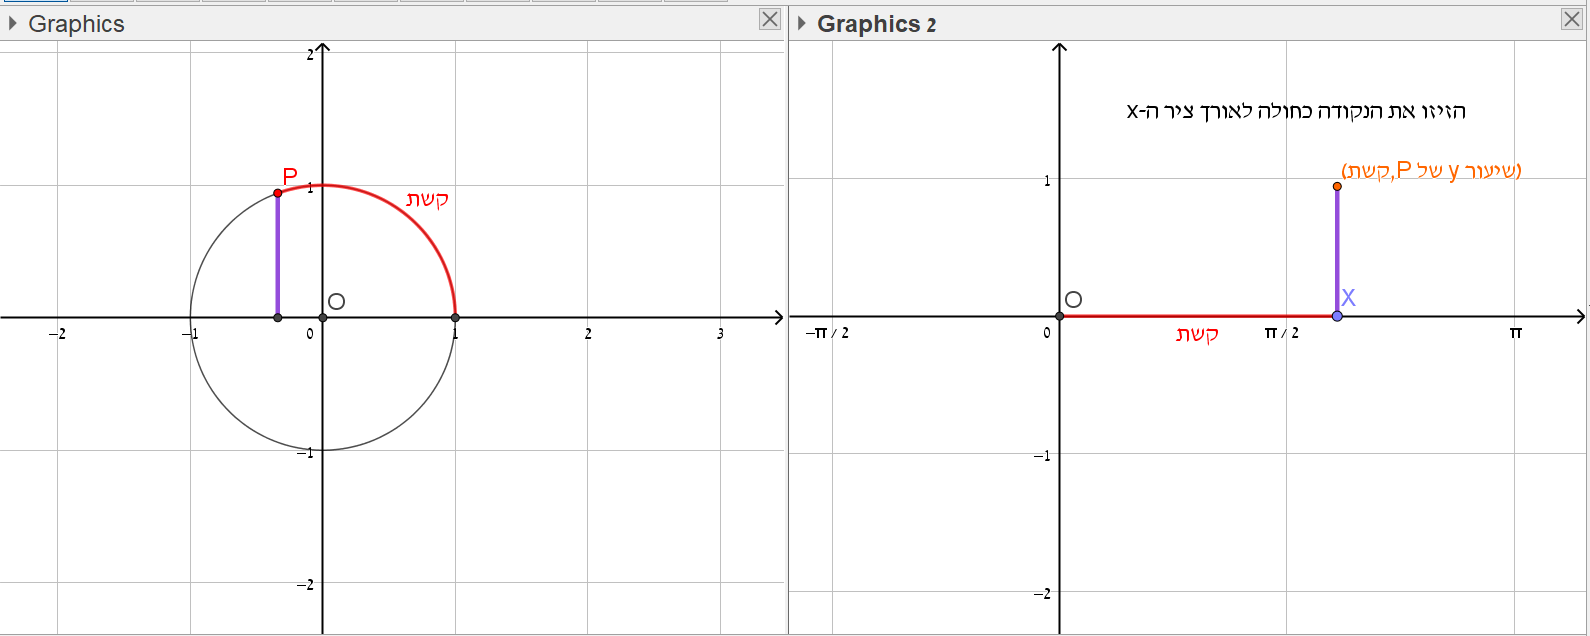 Graphics
2
1
P
קשת
O
−2
−1
0
1
2
3
−1
−2
Graphics 2
הזיזו את הנקודה כחולה לאורך ציר ה-x
(שיעור y של P,קשת)
1
X
O
−π / 2
0
קשת
π / 2
π
−1
−2